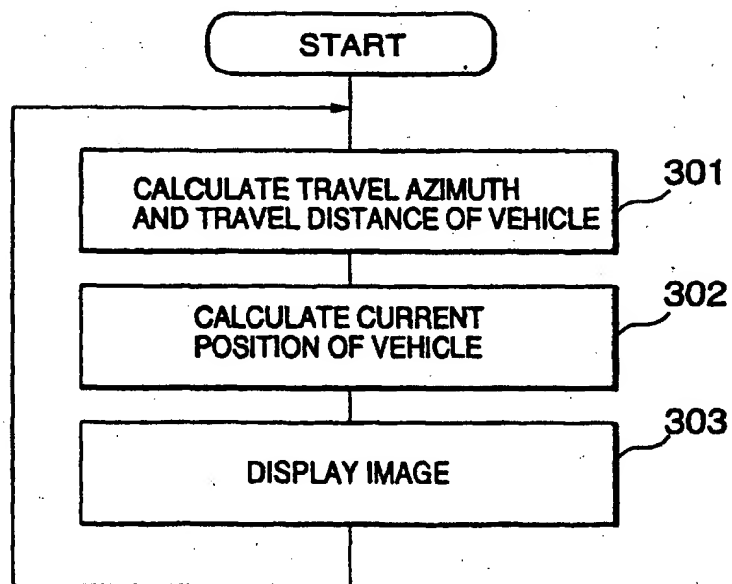 START
CALCULATE TRAVEL AZIMUTH
AND TRAVEL DISTANCE OF VEHICLE
301
CALCULATE CURRENT
POSITION OF VEHICLE
302
DISPLAY IMAGE
303